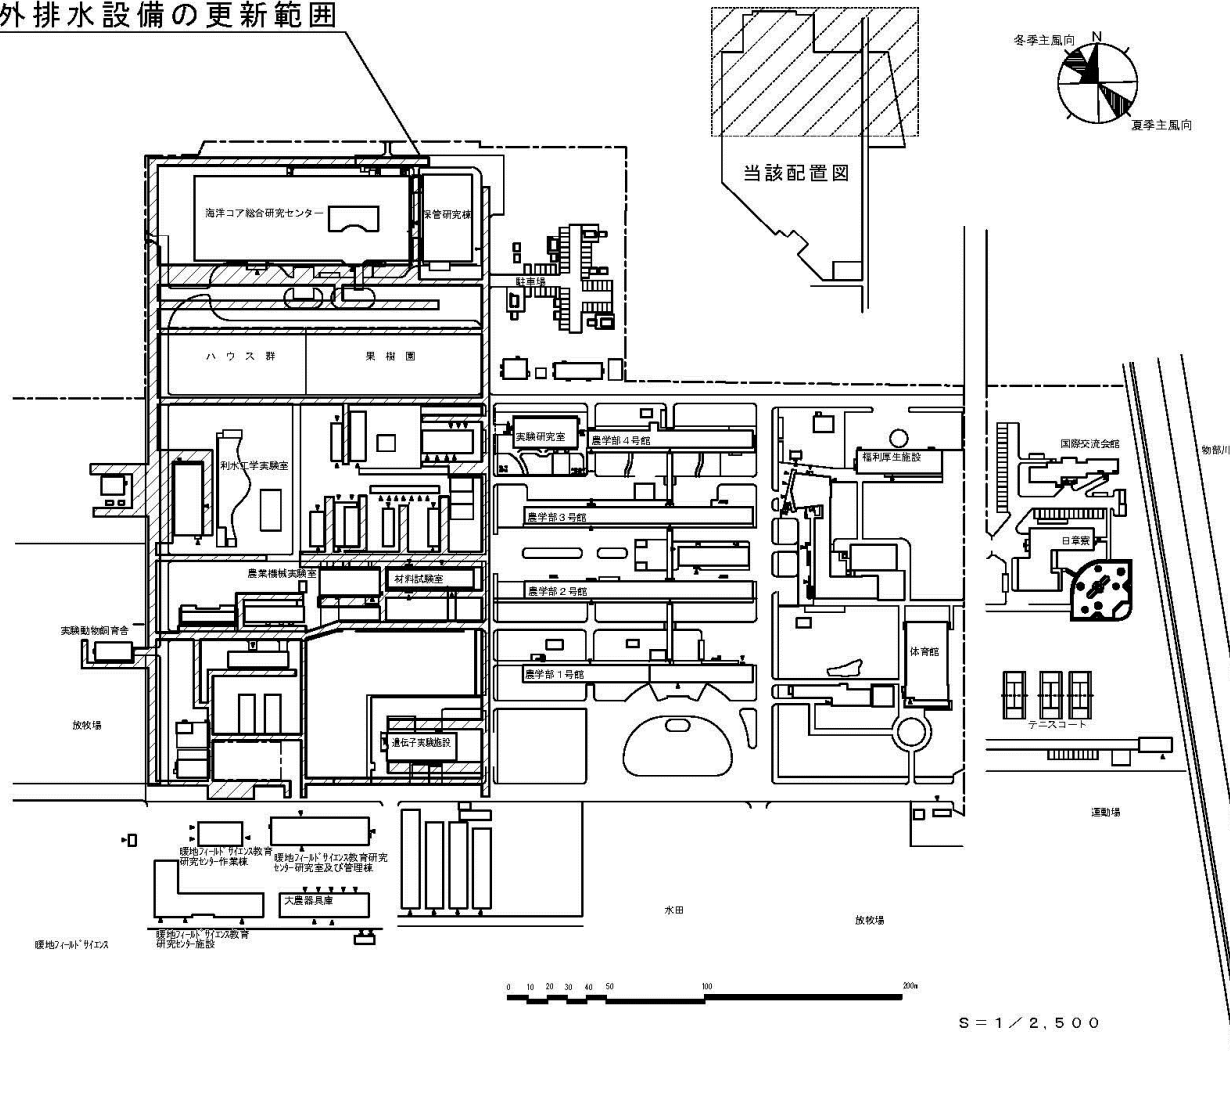 外排水設備の更新範囲
冬季主風向
N
夏季主風向
当該配置図
海洋コア総合研究センター
保管研究棟
駐車場
ハウス群
果樹園
実験研究室
農学部4号館
福利厚生施設
国際交流会館
物部川
利水工学実験室
農学部3号館
日章寮
農業機械実験室
材料試験室
農学部2号館
実験動物飼育舎
体育館
農学部1号館
放牧場
テニスコート
遺伝子実験施設
運動場
暖地フィールドサイエンス教育
研究センター作業棟
暖地フィールドサイエンス教育研究
センター研究室及び管理棟
大農器具庫
水田
放牧場
暖地フィールドサイエンス教育
研究センター施設
暖地フィールドサイエンス
0 10 20 30 40 50 100 200m
S=1/2,500